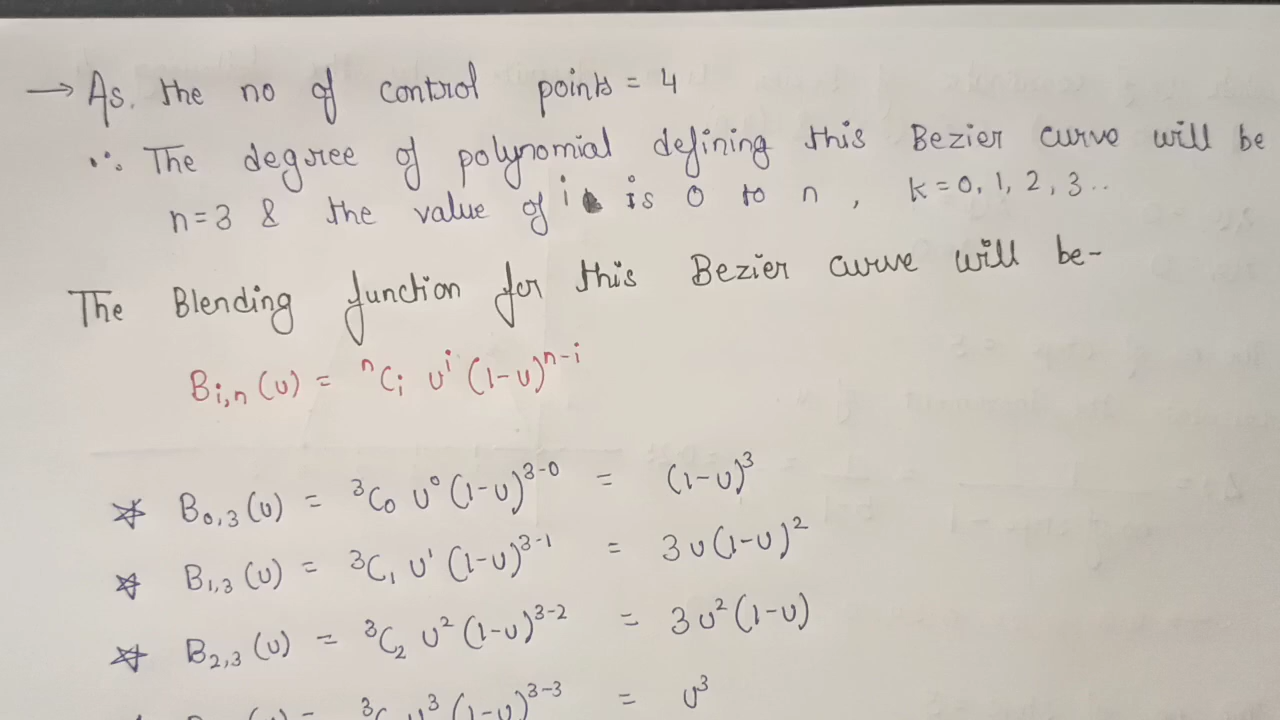 → As. the no of control points = 4
∴ The degree of polynomial defining this Bezier curve will be
n=3 & the value of i is 0 to n , k=0,1,2,3..
The Blending function for this Bezier curve will be-
Bi,n (u) = ⁿCi uⁱ (1-u)ⁿ⁻ⁱ
☆ B0,3 (u) = ³C₀ u⁰ (1-u)³⁻⁰ = (1-u)³
☆ B1,3 (u) = ³C₁ u¹ (1-u)³⁻¹ = 3u(1-u)²
☆ B2,3 (u) = ³C₂ u² (1-u)³⁻² = 3u² (1-u)
(u) = ³C u³ (1-u)³⁻³ = u³